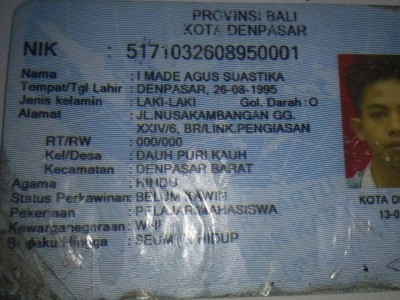 PROVINSI BALI
KOTA DENPASAR
NIK : 5171032608950001
Nama : I MADE AGUS SUASTIKA
Tempat/Tgl Lahir : DENPASAR, 26-08-1995
Jenis kelamin : LAKI-LAKI Gol. Darah : O
Alamat : JL.NUSAKAMBANGAN GG.
XXIV/6, BR/LINK.PENGIASAN
RT/RW : 000/000
Kel/Desa : DAUH PURI KAUH
Kecamatan : DENPASAR BARAT
Agama : HINDU
Status Perkawinan: BELUM KAWIN
Pekerjaan : PELAJAR/MAHASISWA
Kewarganegaraan: WNI
Berlaku Hingga : SEUMUR HIDUP
KOTA D
13-0